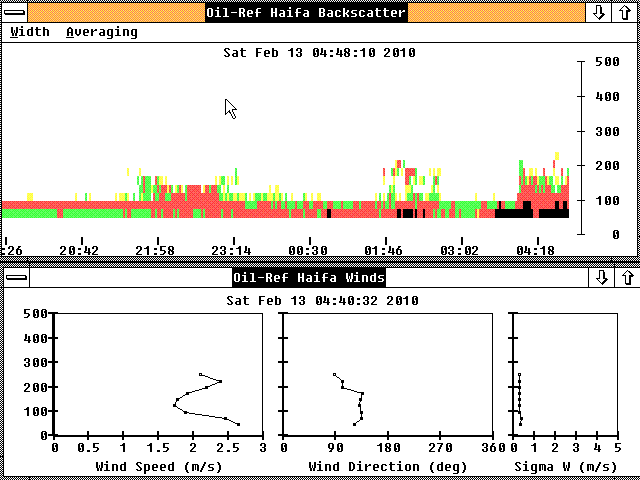 Oil-Ref Haifa Backscatter
Width Averaging
Sat Feb 13 04:48:10 2010
500
400
300
200
100
0
:26 20:42 21:58 23:14 00:30 01:46 03:02 04:18
Oil-Ref Haifa Winds
Sat Feb 13 04:40:32 2010
500
400
300
200
100
0
0 0.5 1 1.5 2 2.5 3 0 90 180 270 360 0 1 2 3 4 5
Wind Speed (m/s) Wind Direction (deg) Sigma W (m/s)